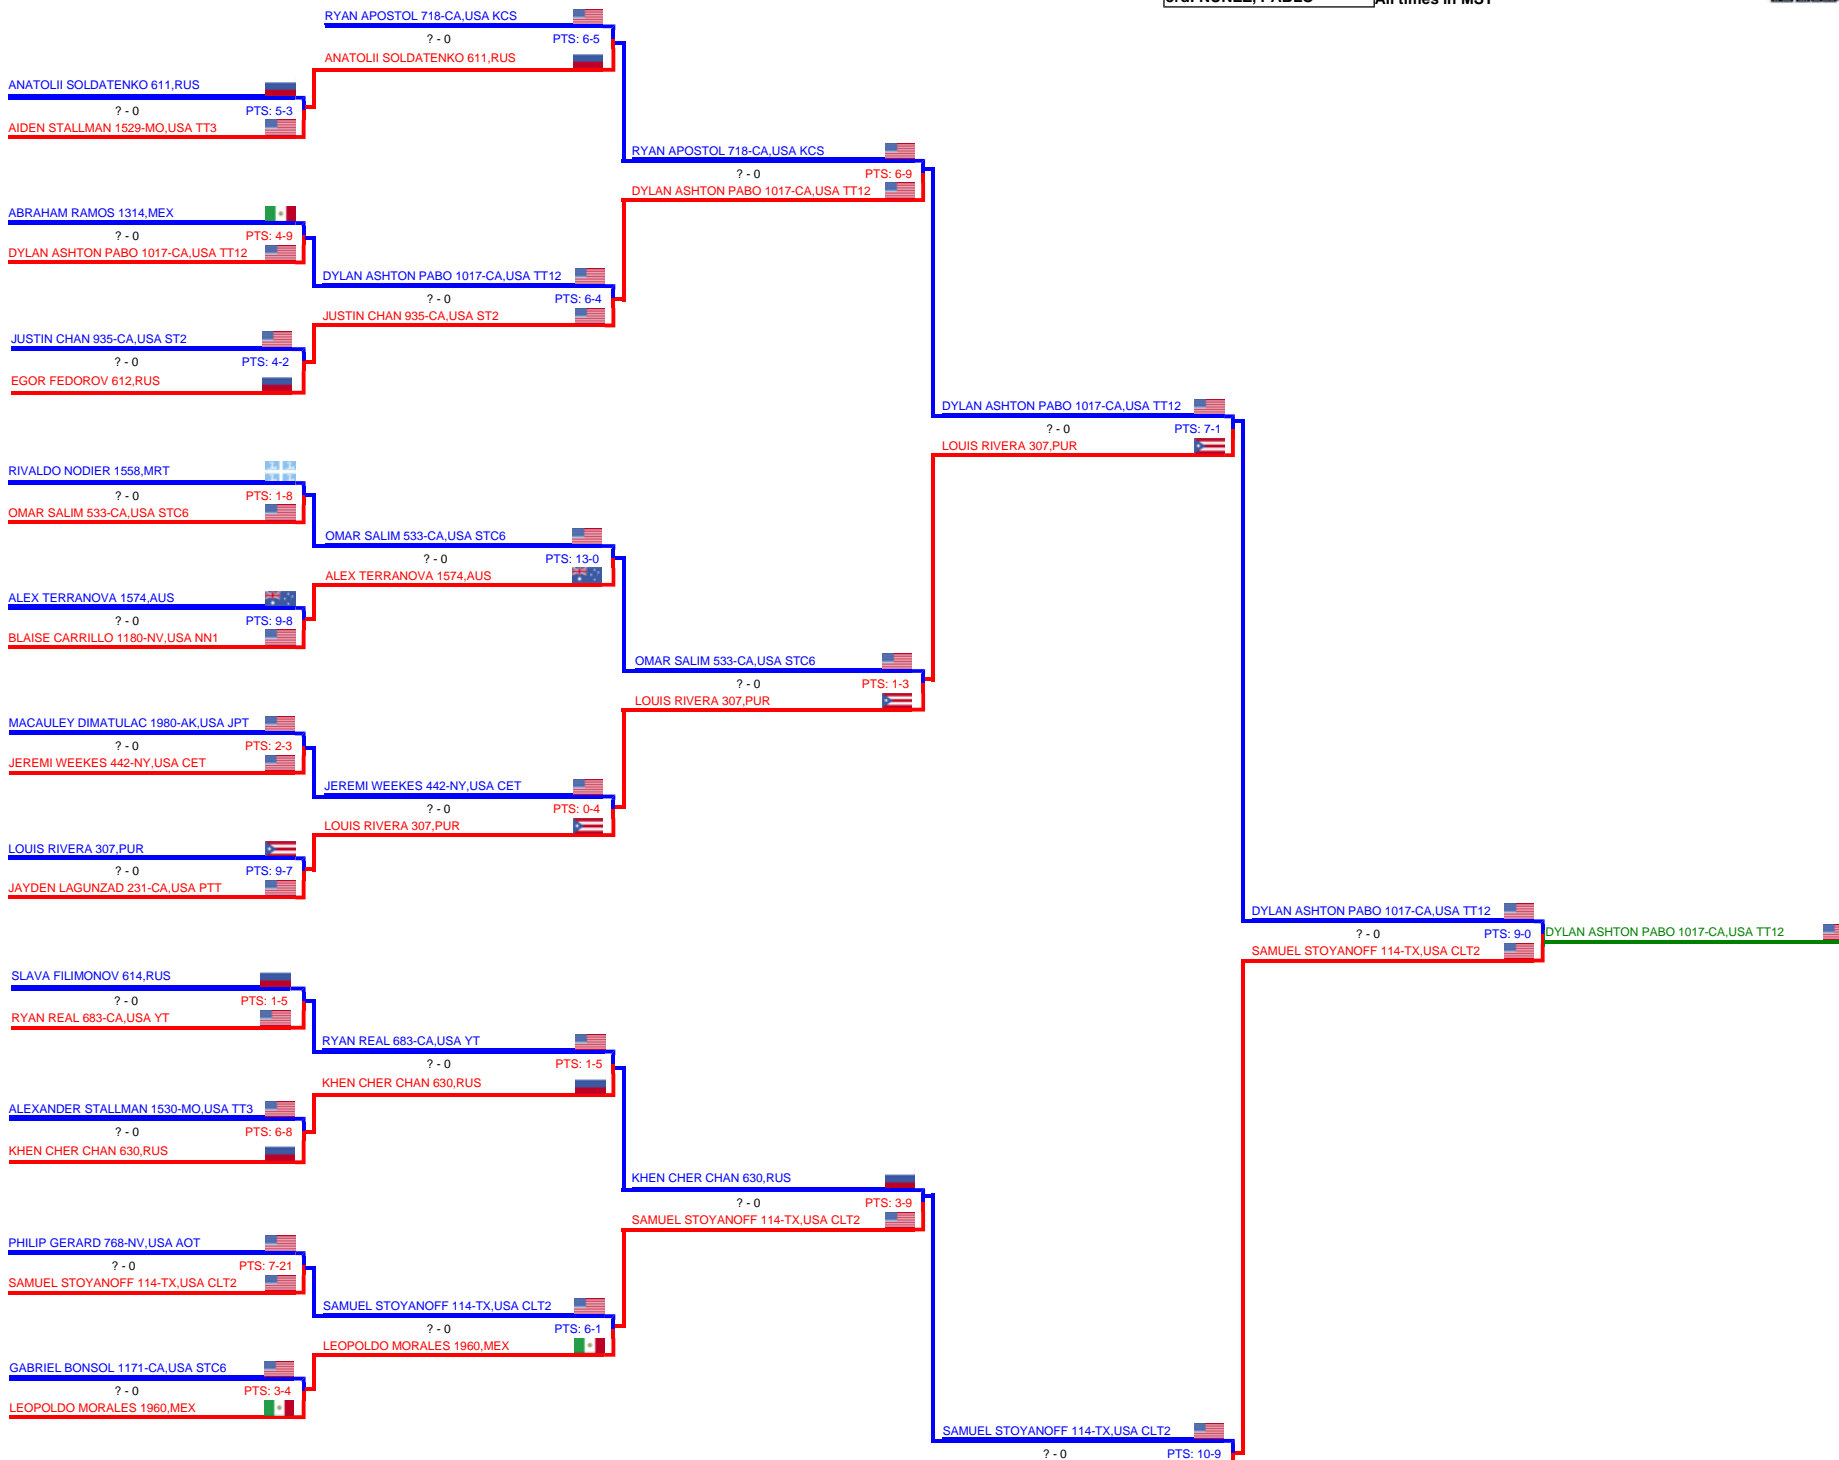 All times in MST
RYAN APOSTOL 718-CA,USA KCS
? - 0 PTS: 6-5
ANATOLII SOLDATENKO 611,RUS
ANATOLII SOLDATENKO 611,RUS
? - 0 PTS: 5-3
AIDEN STALLMAN 1529-MO,USA TT3
RYAN APOSTOL 718-CA,USA KCS
? - 0 PTS: 6-9
DYLAN ASHTON PABO 1017-CA,USA TT12
ABRAHAM RAMOS 1314,MEX
? - 0 PTS: 4-9
DYLAN ASHTON PABO 1017-CA,USA TT12
DYLAN ASHTON PABO 1017-CA,USA TT12
? - 0 PTS: 6-4
JUSTIN CHAN 935-CA,USA ST2
JUSTIN CHAN 935-CA,USA ST2
? - 0 PTS: 4-2
EGOR FEDOROV 612,RUS
DYLAN ASHTON PABO 1017-CA,USA TT12
? - 0 PTS: 7-1
LOUIS RIVERA 307,PUR
RIVALDO NODIER 1558,MRT
? - 0 PTS: 1-8
OMAR SALIM 533-CA,USA STC6
OMAR SALIM 533-CA,USA STC6
? - 0 PTS: 13-0
ALEX TERRANOVA 1574,AUS
ALEX TERRANOVA 1574,AUS
? - 0 PTS: 9-8
BLAISE CARRILLO 1180-NV,USA NN1
OMAR SALIM 533-CA,USA STC6
? - 0 PTS: 1-3
LOUIS RIVERA 307,PUR
MACAULEY DIMATULAC 1980-AK,USA JPT
? - 0 PTS: 2-3
JEREMI WEEKES 442-NY,USA CET
JEREMI WEEKES 442-NY,USA CET
? - 0 PTS: 0-4
LOUIS RIVERA 307,PUR
LOUIS RIVERA 307,PUR
? - 0 PTS: 9-7
JAYDEN LAGUNZAD 231-CA,USA PTT
DYLAN ASHTON PABO 1017-CA,USA TT12
? - 0 PTS: 9-0
DYLAN ASHTON PABO 1017-CA,USA TT12
SAMUEL STOYANOFF 114-TX,USA CLT2
SLAVA FILIMONOV 614,RUS
? - 0 PTS: 1-5
RYAN REAL 683-CA,USA YT
RYAN REAL 683-CA,USA YT
? - 0 PTS: 1-5
KHEN CHER CHAN 630,RUS
ALEXANDER STALLMAN 1530-MO,USA TT3
? - 0 PTS: 6-8
KHEN CHER CHAN 630,RUS
KHEN CHER CHAN 630,RUS
? - 0 PTS: 3-9
SAMUEL STOYANOFF 114-TX,USA CLT2
PHILIP GERARD 768-NV,USA AOT
? - 0 PTS: 7-21
SAMUEL STOYANOFF 114-TX,USA CLT2
SAMUEL STOYANOFF 114-TX,USA CLT2
? - 0 PTS: 6-1
LEOPOLDO MORALES 1960,MEX
GABRIEL BONSOL 1171-CA,USA STC6
? - 0 PTS: 3-4
LEOPOLDO MORALES 1960,MEX
SAMUEL STOYANOFF 114-TX,USA CLT2
? - 0 PTS: 10-9